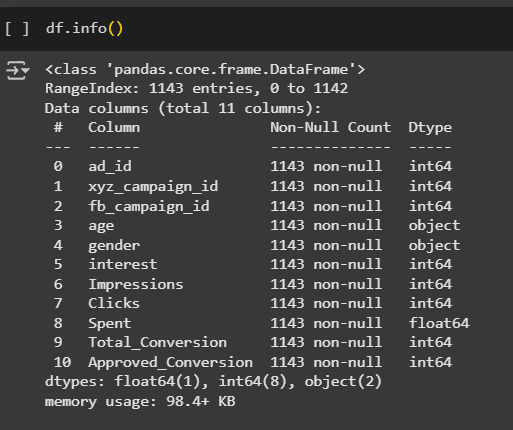 [ ] df.info()
<class 'pandas.core.frame.DataFrame'>
RangeIndex: 1143 entries, 0 to 1142
Data columns (total 11 columns):
 #   Column               Non-Null Count  Dtype
---  ------               --------------  -----
 0   ad_id                1143 non-null   int64
 1   xyz_campaign_id      1143 non-null   int64
 2   fb_campaign_id       1143 non-null   int64
 3   age                  1143 non-null   object
 4   gender               1143 non-null   object
 5   interest             1143 non-null   int64
 6   Impressions          1143 non-null   int64
 7   Clicks               1143 non-null   int64
 8   Spent                1143 non-null   float64
 9   Total_Conversion     1143 non-null   int64
 10  Approved_Conversion  1143 non-null   int64
dtypes: float64(1), int64(8), object(2)
memory usage: 98.4+ KB